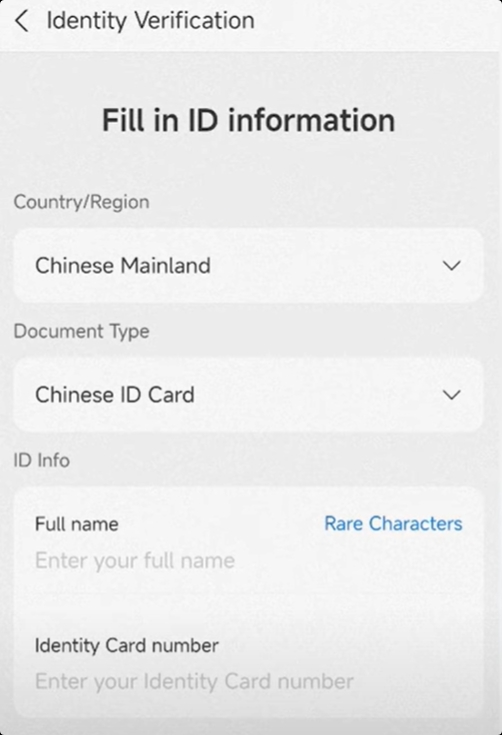 Identity Verification
Fill in ID information
Country/Region
Chinese Mainland
Document Type
Chinese ID Card
ID Info
Full name Rare Characters
Enter your full name
Identity Card number
Enter your Identity Card number